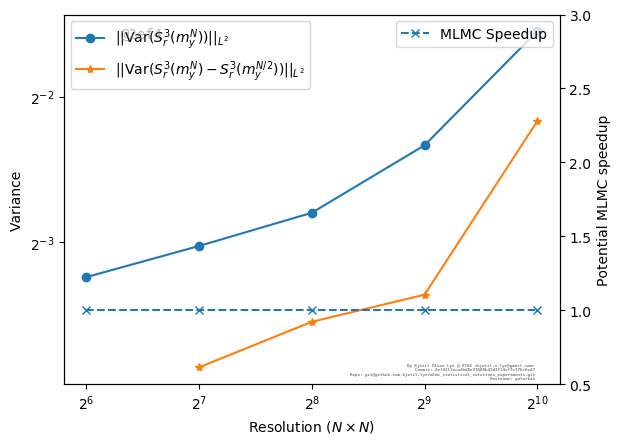 ||Var(S_r^3(m_y^N))||_{L^2}
||Var(S_r^3(m_y^N) − S_r^3(m_y^{N/2}))||_{L^2}
MLMC Speedup
3.0
2.5
2.0
1.5
1.0
0.5
Potential MLMC speedup
2^{-2}
2^{-3}
Variance
2^6
2^7
2^8
2^9
2^{10}
Resolution (N × N)